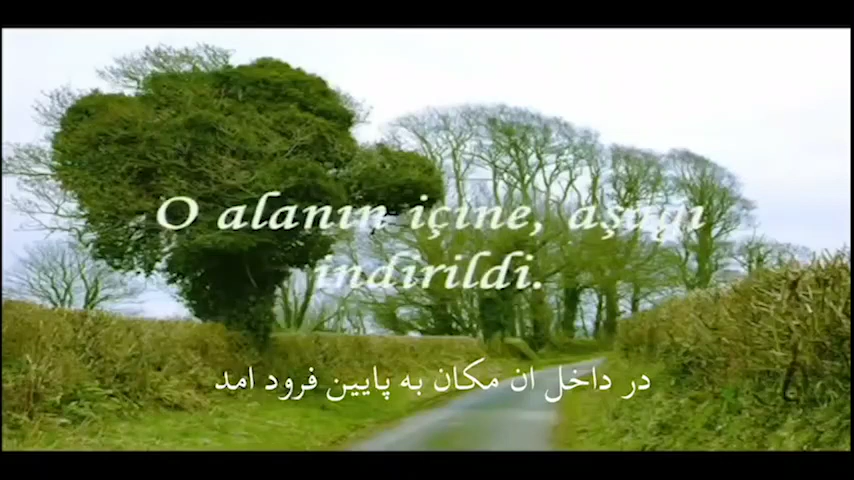 O alanın içine, aşağı
indirildi.
در داخل ان مکان به پایین فرود امد